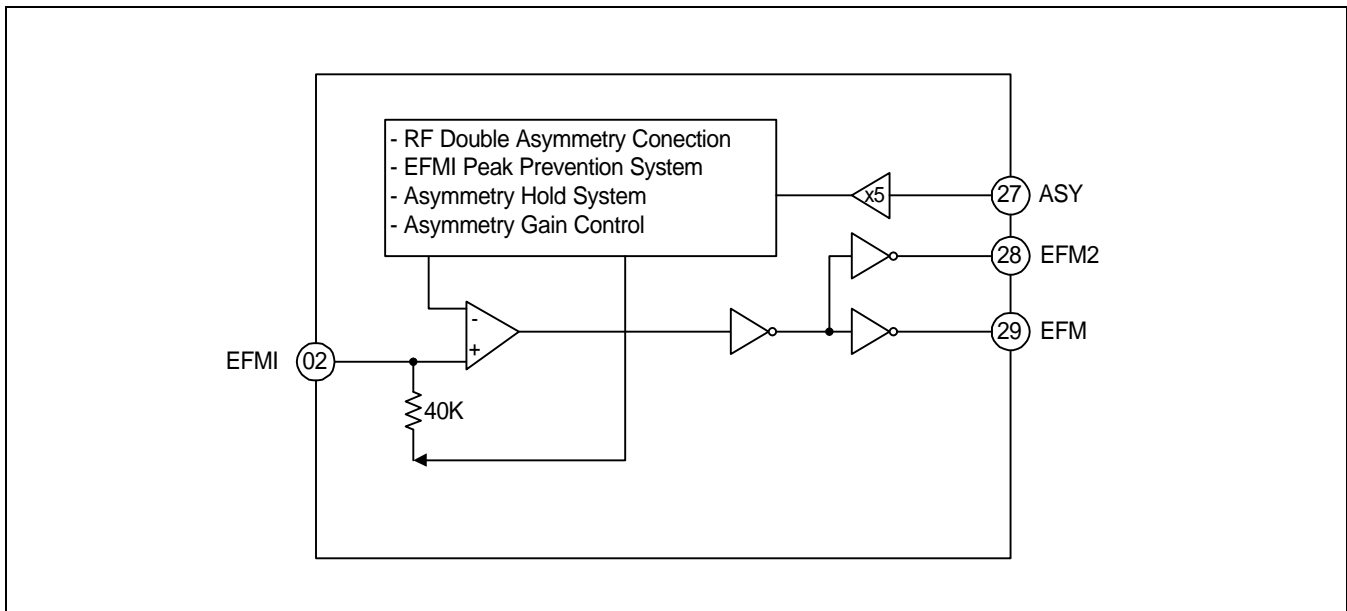 - RF Double Asymmetry Conection
- EFMI Peak Prevention System
- Asymmetry Hold System
- Asymmetry Gain Control
x5
27 ASY
28 EFM2
-
+
29 EFM
EFMI 02
40K